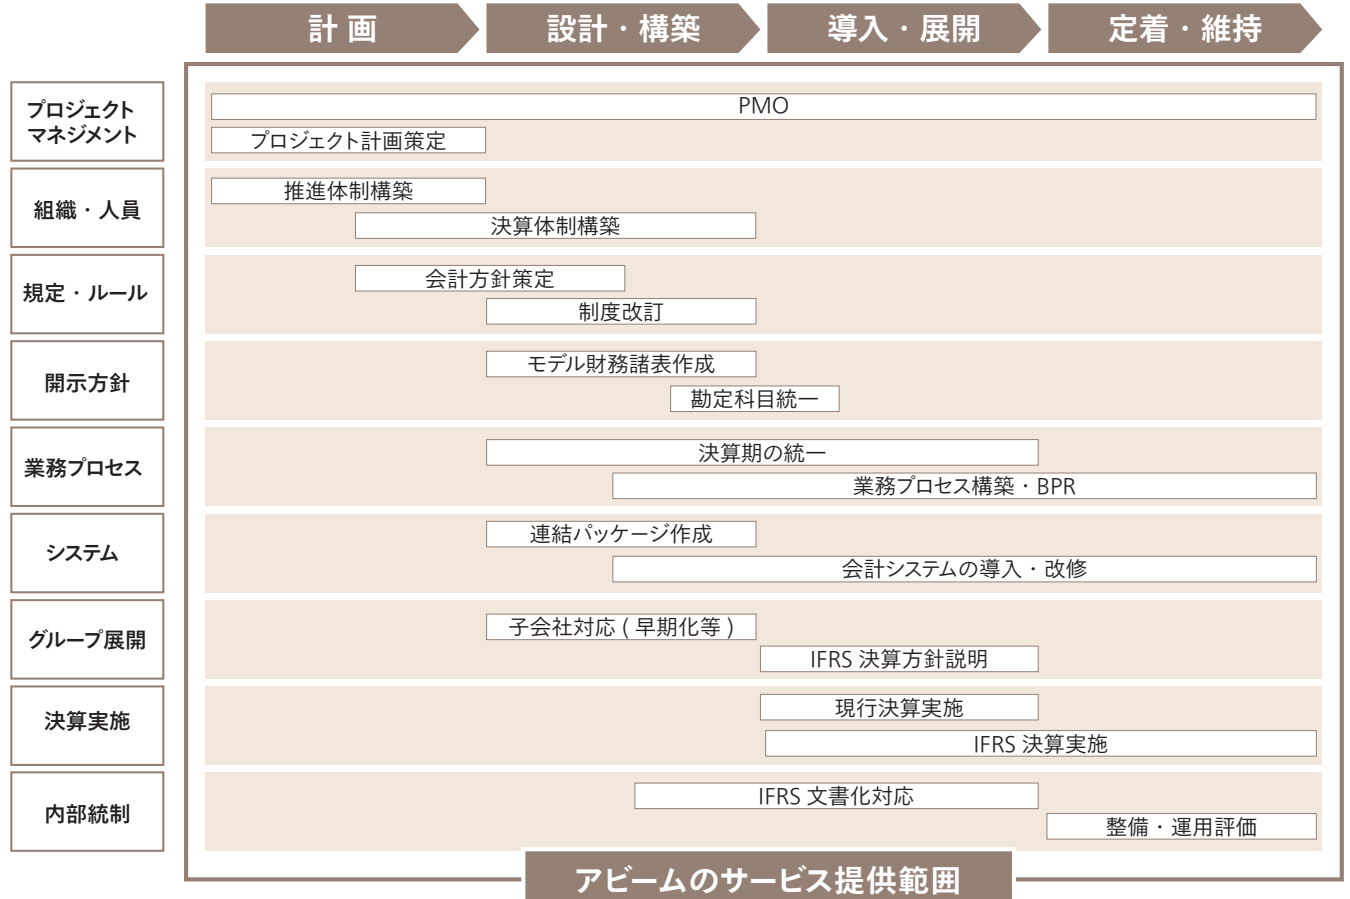 計 画
設計・構築
導入・展開
定着・維持
プロジェクト
マネジメント
PMO
プロジェクト計画策定
組織・人員
推進体制構築
決算体制構築
規定・ルール
会計方針策定
制度改訂
開示方針
モデル財務諸表作成
勘定科目統一
業務プロセス
決算期の統一
業務プロセス構築・BPR
システム
連結パッケージ作成
会計システムの導入・改修
グループ展開
子会社対応 ( 早期化等 )
IFRS 決算方針説明
決算実施
現行決算実施
IFRS 決算実施
内部統制
IFRS 文書化対応
整備・運用評価
アビームのサービス提供範囲